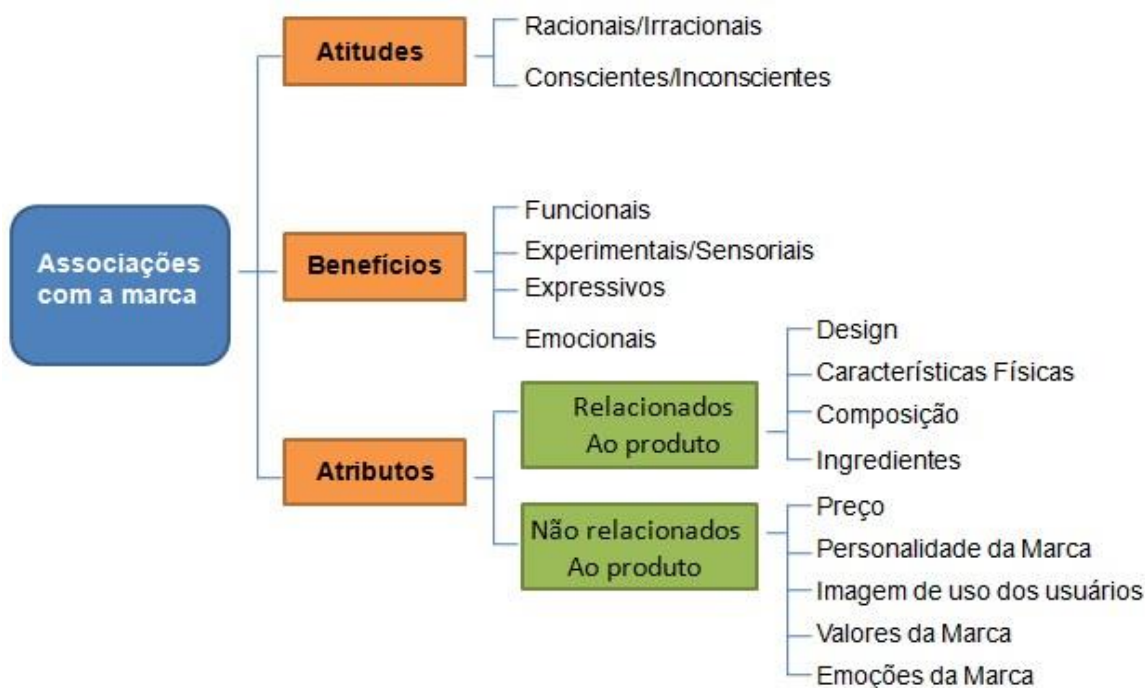 Associações
com a marca
Atitudes
Racionais/Irracionais
Conscientes/Inconscientes
Benefícios
Funcionais
Experimentais/Sensoriais
Expressivos
Emocionais
Atributos
Relacionados
Ao produto
Design
Características Físicas
Composição
Ingredientes
Não relacionados
Ao produto
Preço
Personalidade da Marca
Imagem de uso dos usuários
Valores da Marca
Emoções da Marca